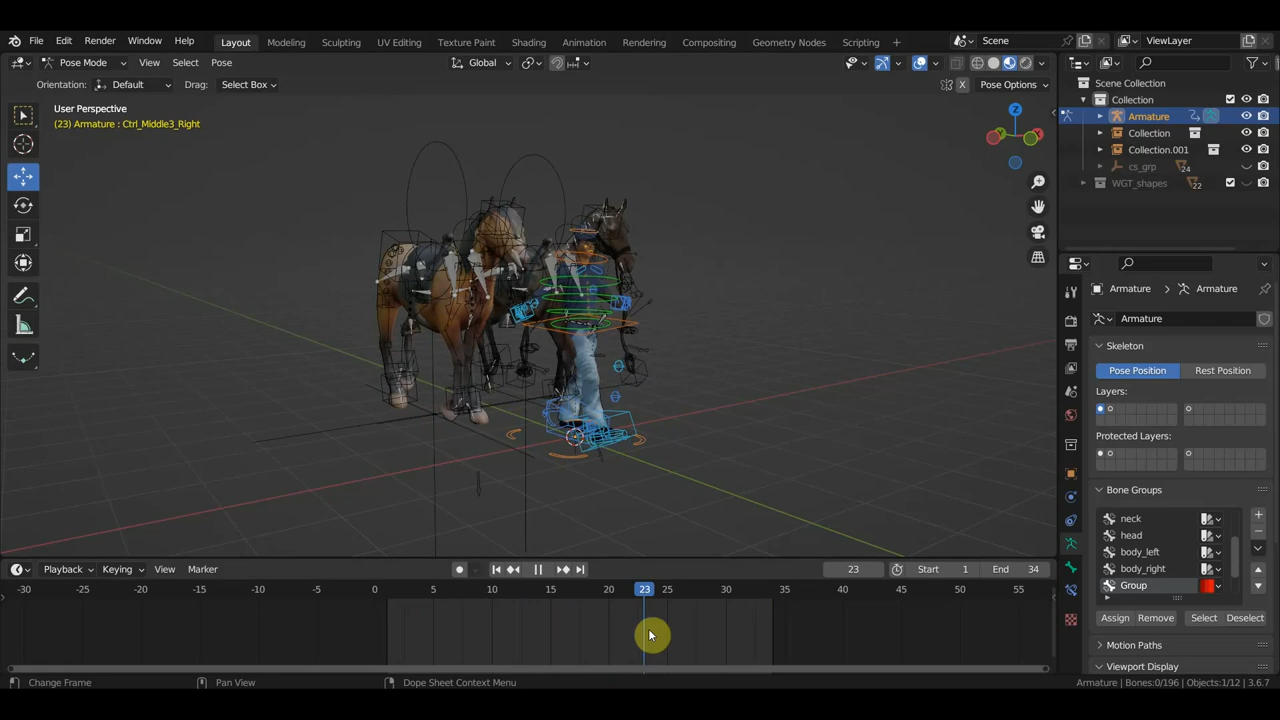 File Edit Render Window Help Layout Modeling Sculpting UV Editing Texture Paint Shading Animation Rendering Compositing Geometry Nodes Scripting + Scene ViewLayer
Pose Mode View Select Pose Global
Orientation: Default Drag: Select Box X Pose Options
User Perspective
(23) Armature : Ctrl_Middle3_Right
Z
Scene Collection
Collection
Armature
Collection
Collection.001
cs_grp 24
WGT_shapes 22
Armature Armature
Armature
Skeleton
Pose Position Rest Position
Layers:
Protected Layers:
Bone Groups
neck
head
body_left
body_right
Group
Assign Remove Select Deselect
Motion Paths
Viewport Display
Playback Keying View Marker 23 Start 1 End 34
-30 -25 -20 -15 -10 -5 0 5 10 15 20 23 25 30 35 40 45 50 55
Change Frame Pan View Dope Sheet Context Menu Armature | Bones:0/196 | Objects:1/12 | 3.6.7